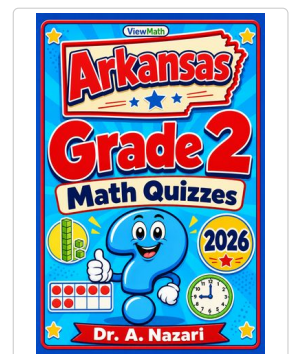 ViewMath
Arkansas
Grade 2
Math Quizzes
2026
Dr. A. Nazari